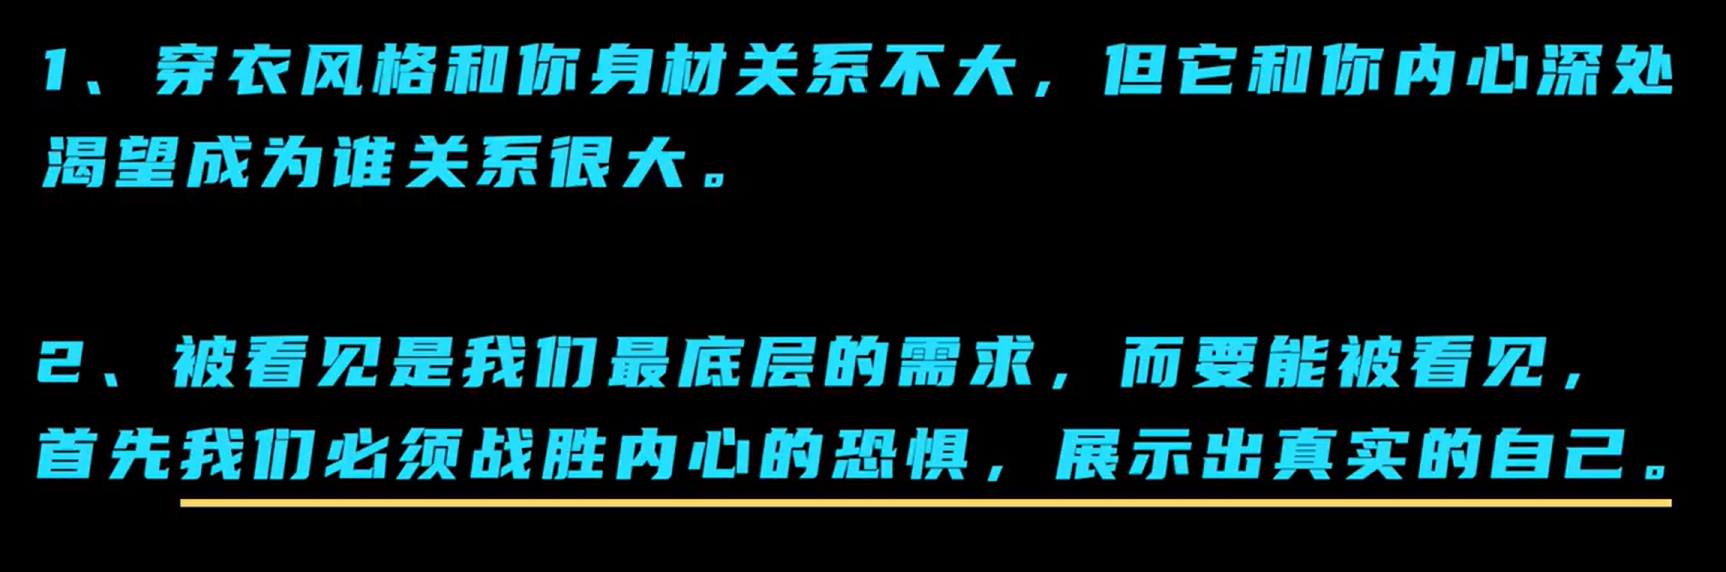 1、穿衣风格和你身材关系不大，但它和你内心深处
渴望成为谁关系很大。
2、被看见是我们最底层的需求，而要能被看见，
首先我们必须战胜内心的恐惧，展示出真实的自己。